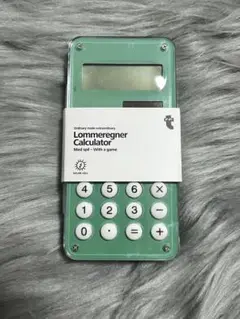 Ordinary made extraordinary
Lommeregner
Calculator
Med spil - With a game
4 5 6 ×
1 2 3 −
0 . = +